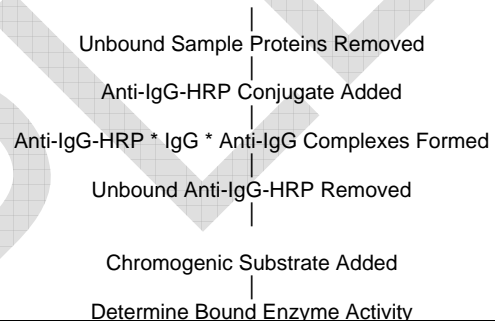 Unbound Sample Proteins Removed
Anti-IgG-HRP Conjugate Added
Anti-IgG-HRP * IgG * Anti-IgG Complexes Formed
Unbound Anti-IgG-HRP Removed
Chromogenic Substrate Added
Determine Bound Enzyme Activity